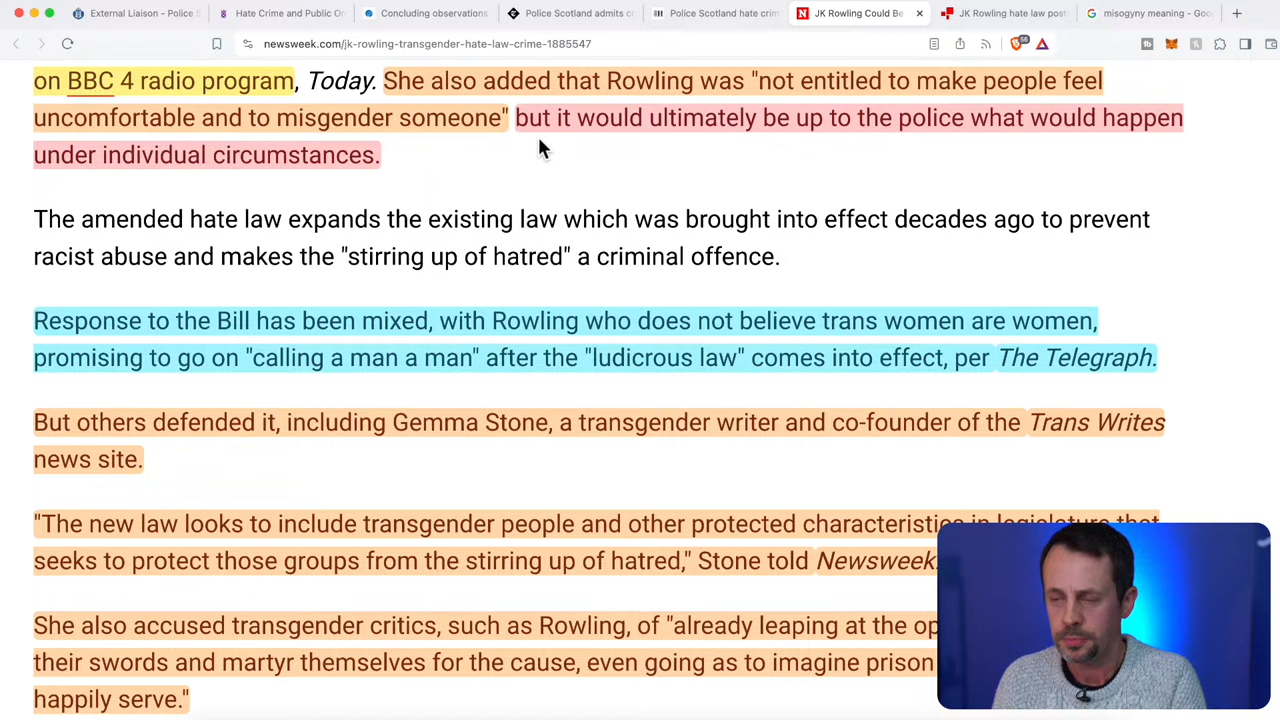 External Liaison - Police S
Hate Crime and Public Or
Concluding observations
Police Scotland admits cr
Police Scotland hate crim
JK Rowling Could Be
JK Rowling hate law post
misogyny meaning - Goo
newsweek.com/jk-rowling-transgender-hate-law-crime-1885547
56
on BBC 4 radio program, Today. She also added that Rowling was "not entitled to make people feel
uncomfortable and to misgender someone" but it would ultimately be up to the police what would happen
under individual circumstances.
The amended hate law expands the existing law which was brought into effect decades ago to prevent
racist abuse and makes the "stirring up of hatred" a criminal offence.
Response to the Bill has been mixed, with Rowling who does not believe trans women are women,
promising to go on "calling a man a man" after the "ludicrous law" comes into effect, per The Telegraph.
But others defended it, including Gemma Stone, a transgender writer and co-founder of the Trans Writes
news site.
"The new law looks to include transgender people and other protected characteristics in legislature that
seeks to protect those groups from the stirring up of hatred," Stone told Newsweek.
She also accused transgender critics, such as Rowling, of "already leaping at the op
their swords and martyr themselves for the cause, even going as to imagine prison
happily serve."